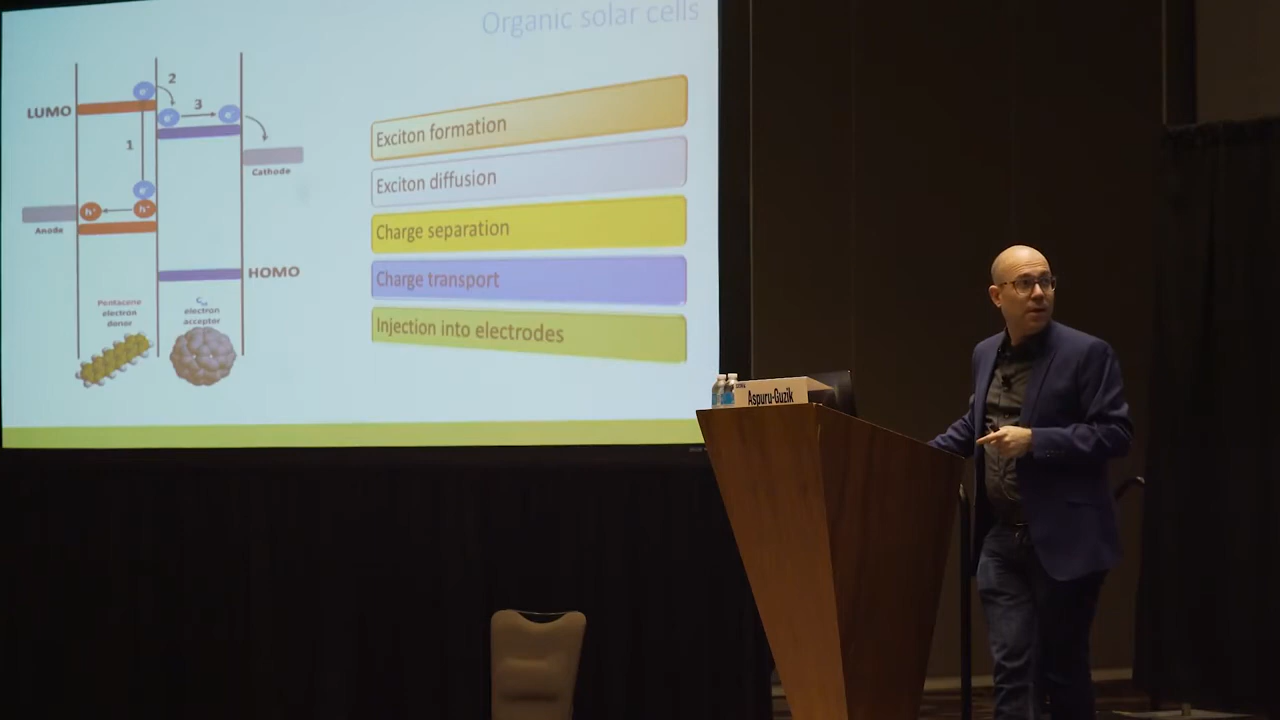 Organic solar cells
LUMO
2
3
e⁻
e⁻
e⁻
1
e⁻
h⁺
h⁺
Anode
Cathode
HOMO
Pentacene
electron
donor
C₆₀
electron
acceptor
Exciton formation
Exciton diffusion
Charge separation
Charge transport
Injection into electrodes
Aspuru-Guzik